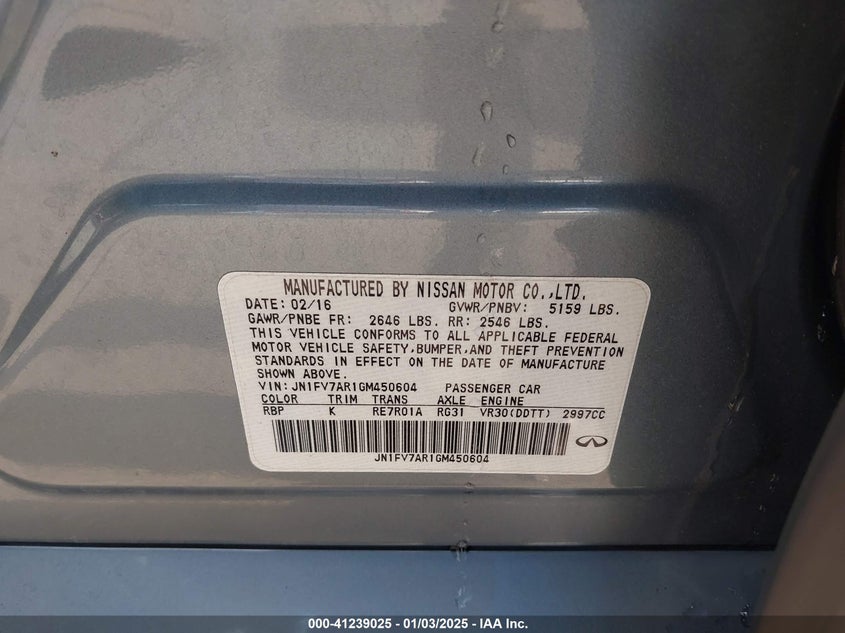 MANUFACTURED BY NISSAN MOTOR CO.,LTD.
DATE: 02/16 GVWR/PNBV: 5159 LBS.
GAWR/PNBE FR: 2646 LBS. RR: 2546 LBS.
THIS VEHICLE CONFORMS TO ALL APPLICABLE FEDERAL
MOTOR VEHICLE SAFETY,BUMPER,AND THEFT PREVENTION
STANDARDS IN EFFECT ON THE DATE OF MANUFACTURE
SHOWN ABOVE.
VIN: JN1FV7AR1GM450604 PASSENGER CAR
COLOR TRIM TRANS AXLE ENGINE
RBP K RE7R01A RG31 VR30(DDTT) 2997CC
JN1FV7AR1GM450604
000-41239025 - 01/03/2025 - IAA Inc.